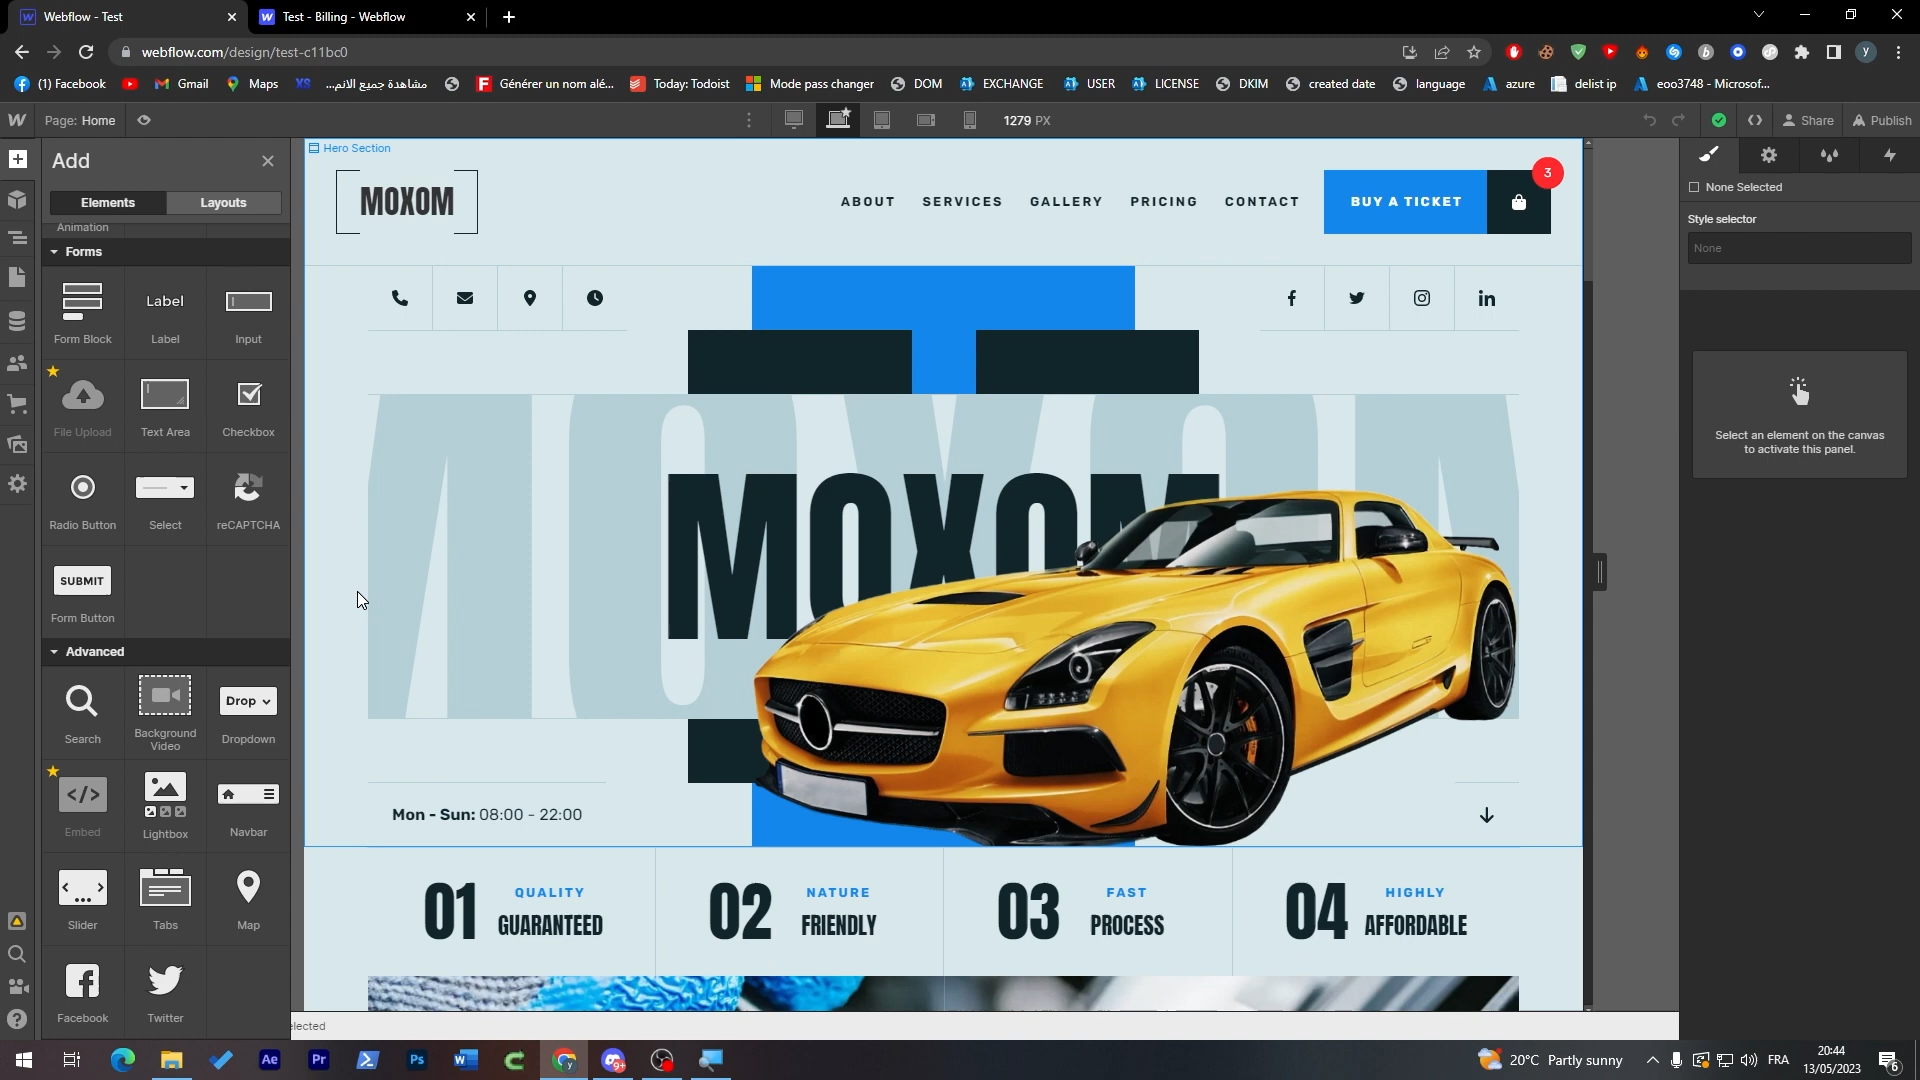 Webflow - Test
Test - Billing - Webflow
webflow.com/design/test-c11bc0
(1) Facebook
Gmail
Maps
مشاهدة جميع الانم...
Générer un nom alé...
Today: Todoist
Mode pass changer
DOM
EXCHANGE
USER
LICENSE
DKIM
created date
language
azure
delist ip
eoo3748 - Microsof...
Page: Home
1279 PX
Share
Publish
Add
Elements
Layouts
Animation
Forms
Label
Form Block
Label
Input
File Upload
Text Area
Checkbox
Radio Button
Select
reCAPTCHA
SUBMIT
Form Button
Advanced
Drop
Search
Background Video
Dropdown
Embed
Lightbox
Navbar
Slider
Tabs
Map
Facebook
Twitter
Hero Section
MOXOM
ABOUT
SERVICES
GALLERY
PRICING
CONTACT
BUY A TICKET
3
MOXOM
Mon - Sun: 08:00 - 22:00
01
QUALITY
GUARANTEED
02
NATURE
FRIENDLY
03
FAST
PROCESS
04
HIGHLY
AFFORDABLE
None Selected
Style selector
None
Select an element on the canvas
to activate this panel.
elected
20°C Partly sunny
FRA
20:44
13/05/2023
6